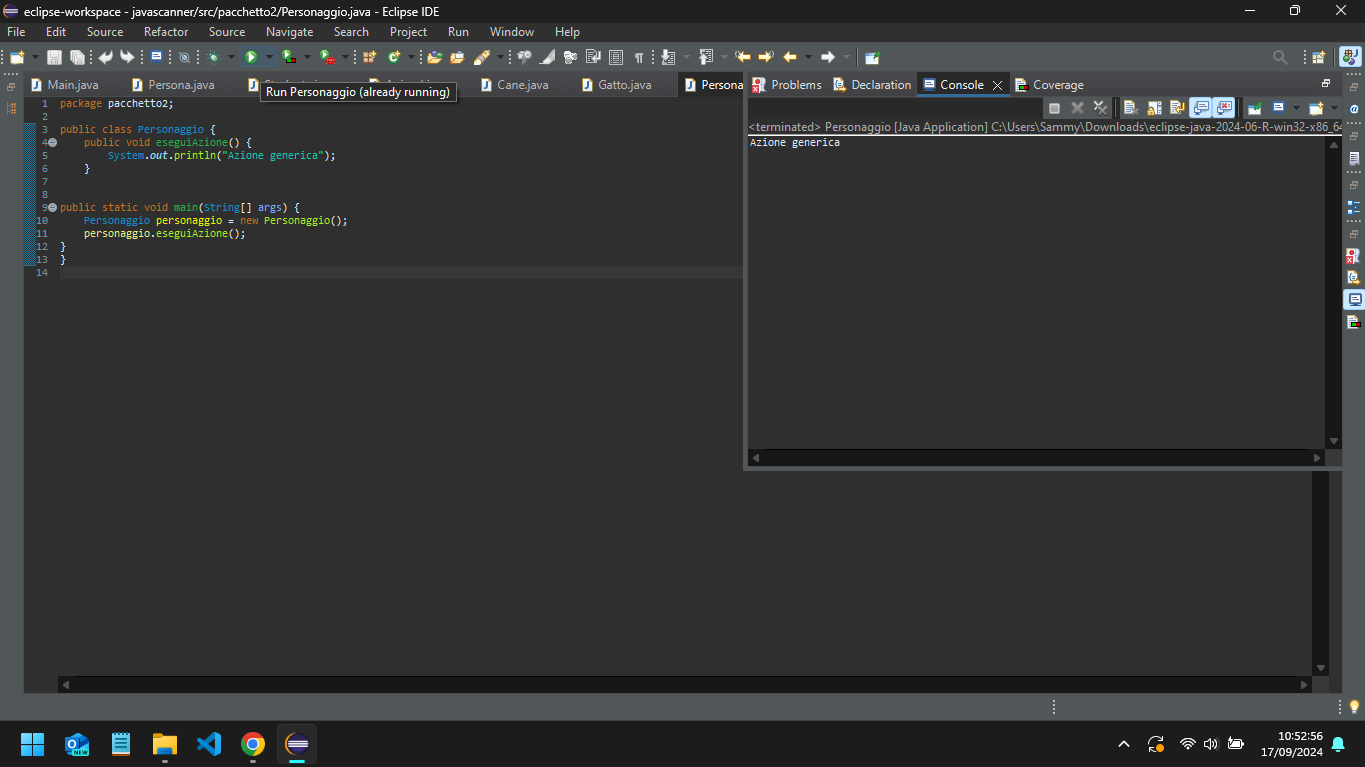 eclipse-workspace - javascanner/src/pacchetto2/Personaggio.java - Eclipse IDE
File Edit Source Refactor Source Navigate Search Project Run Window Help
Main.java Persona.java Cane.java Gatto.java Persona
Run Personaggio (already running)
Problems Declaration Console Coverage
<terminated> Personaggio [Java Application] C:\Users\Sammy\Downloads\eclipse-java-2024-06-R-win32-x86_64
Azione generica
1 package pacchetto2;
2
3 public class Personaggio {
4 public void eseguiAzione() {
5 System.out.println("Azione generica");
6 }
7
8
9 public static void main(String[] args) {
10 Personaggio personaggio = new Personaggio();
11 personaggio.eseguiAzione();
12 }
13 }
14
NEW
10:52:56
17/09/2024